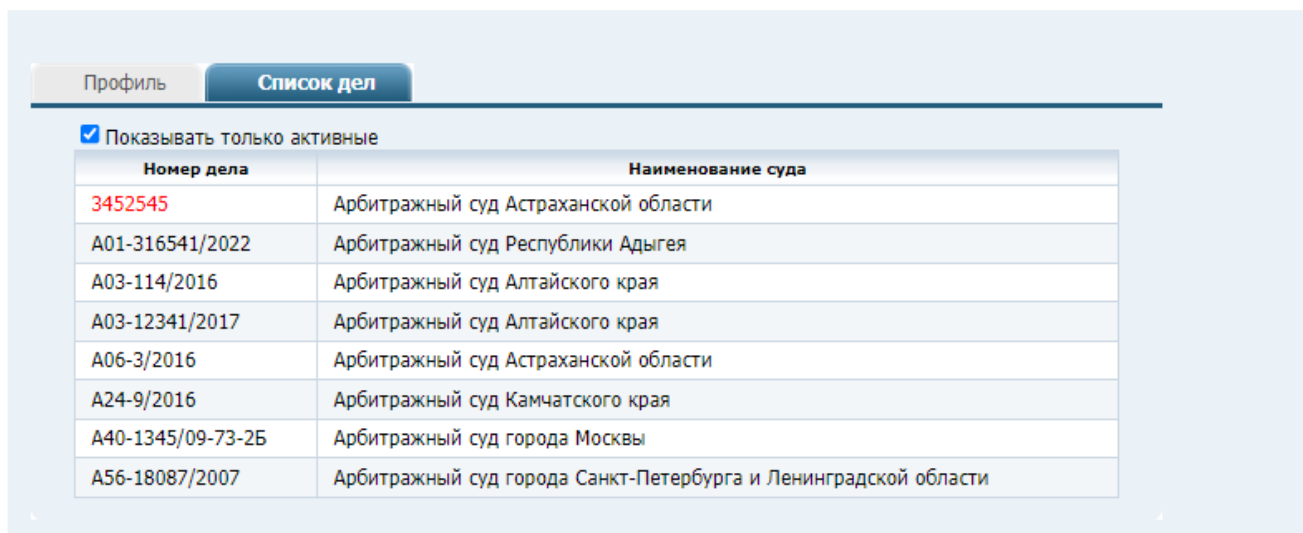 Профиль Список дел
Показывать только активные
Номер дела Наименование суда
3452545 Арбитражный суд Астраханской области
А01-316541/2022 Арбитражный суд Республики Адыгея
А03-114/2016 Арбитражный суд Алтайского края
А03-12341/2017 Арбитражный суд Алтайского края
А06-3/2016 Арбитражный суд Астраханской области
А24-9/2016 Арбитражный суд Камчатского края
А40-1345/09-73-2Б Арбитражный суд города Москвы
А56-18087/2007 Арбитражный суд города Санкт-Петербурга и Ленинградской области